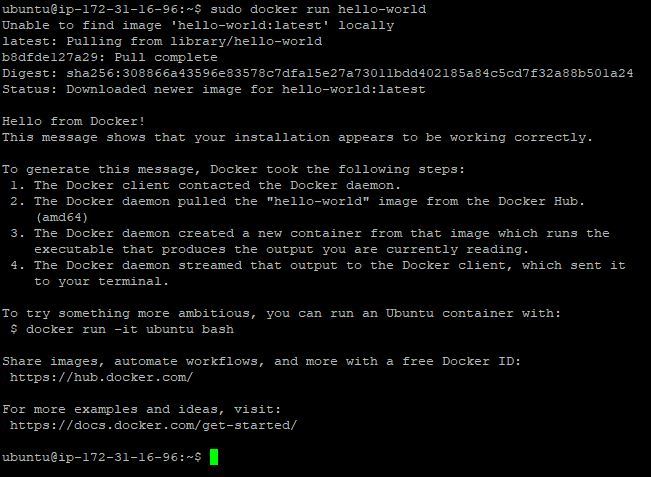 ubuntu@ip-172-31-16-96:~$ sudo docker run hello-world
Unable to find image 'hello-world:latest' locally
latest: Pulling from library/hello-world
b8dfde127a29: Pull complete
Digest: sha256:308866a43596e83578c7dfa15e27a73011bdd402185a84c5cd7f32a88b501a24
Status: Downloaded newer image for hello-world:latest

Hello from Docker!
This message shows that your installation appears to be working correctly.

To generate this message, Docker took the following steps:
 1. The Docker client contacted the Docker daemon.
 2. The Docker daemon pulled the "hello-world" image from the Docker Hub.
    (amd64)
 3. The Docker daemon created a new container from that image which runs the
    executable that produces the output you are currently reading.
 4. The Docker daemon streamed that output to the Docker client, which sent it
    to your terminal.

To try something more ambitious, you can run an Ubuntu container with:
 $ docker run -it ubuntu bash

Share images, automate workflows, and more with a free Docker ID:
 https://hub.docker.com/

For more examples and ideas, visit:
 https://docs.docker.com/get-started/

ubuntu@ip-172-31-16-96:~$